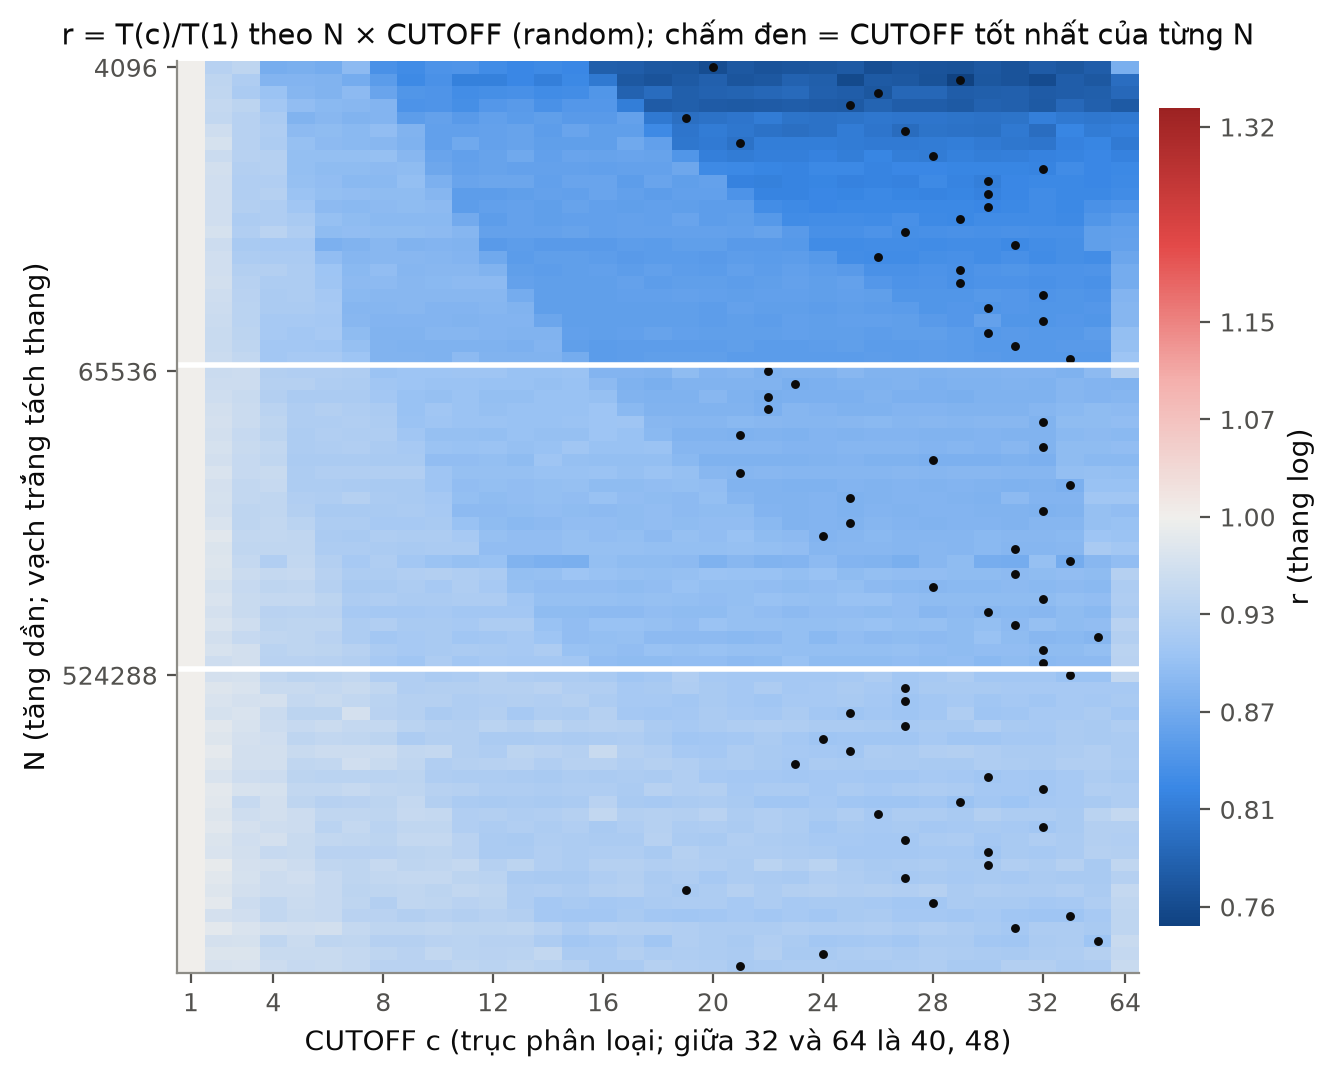 r = T(c)/T(1) theo N × CUTOFF (random); chấm đen = CUTOFF tốt nhất của từng N
N (tăng dần; vạch trắng tách thang)
4096
65536
524288
1 4 8 12 16 20 24 28 32 64
CUTOFF c (trục phân loại; giữa 32 và 64 là 40, 48)
1.32
1.15
1.07
1.00
0.93
0.87
0.81
0.76
r (thang log)